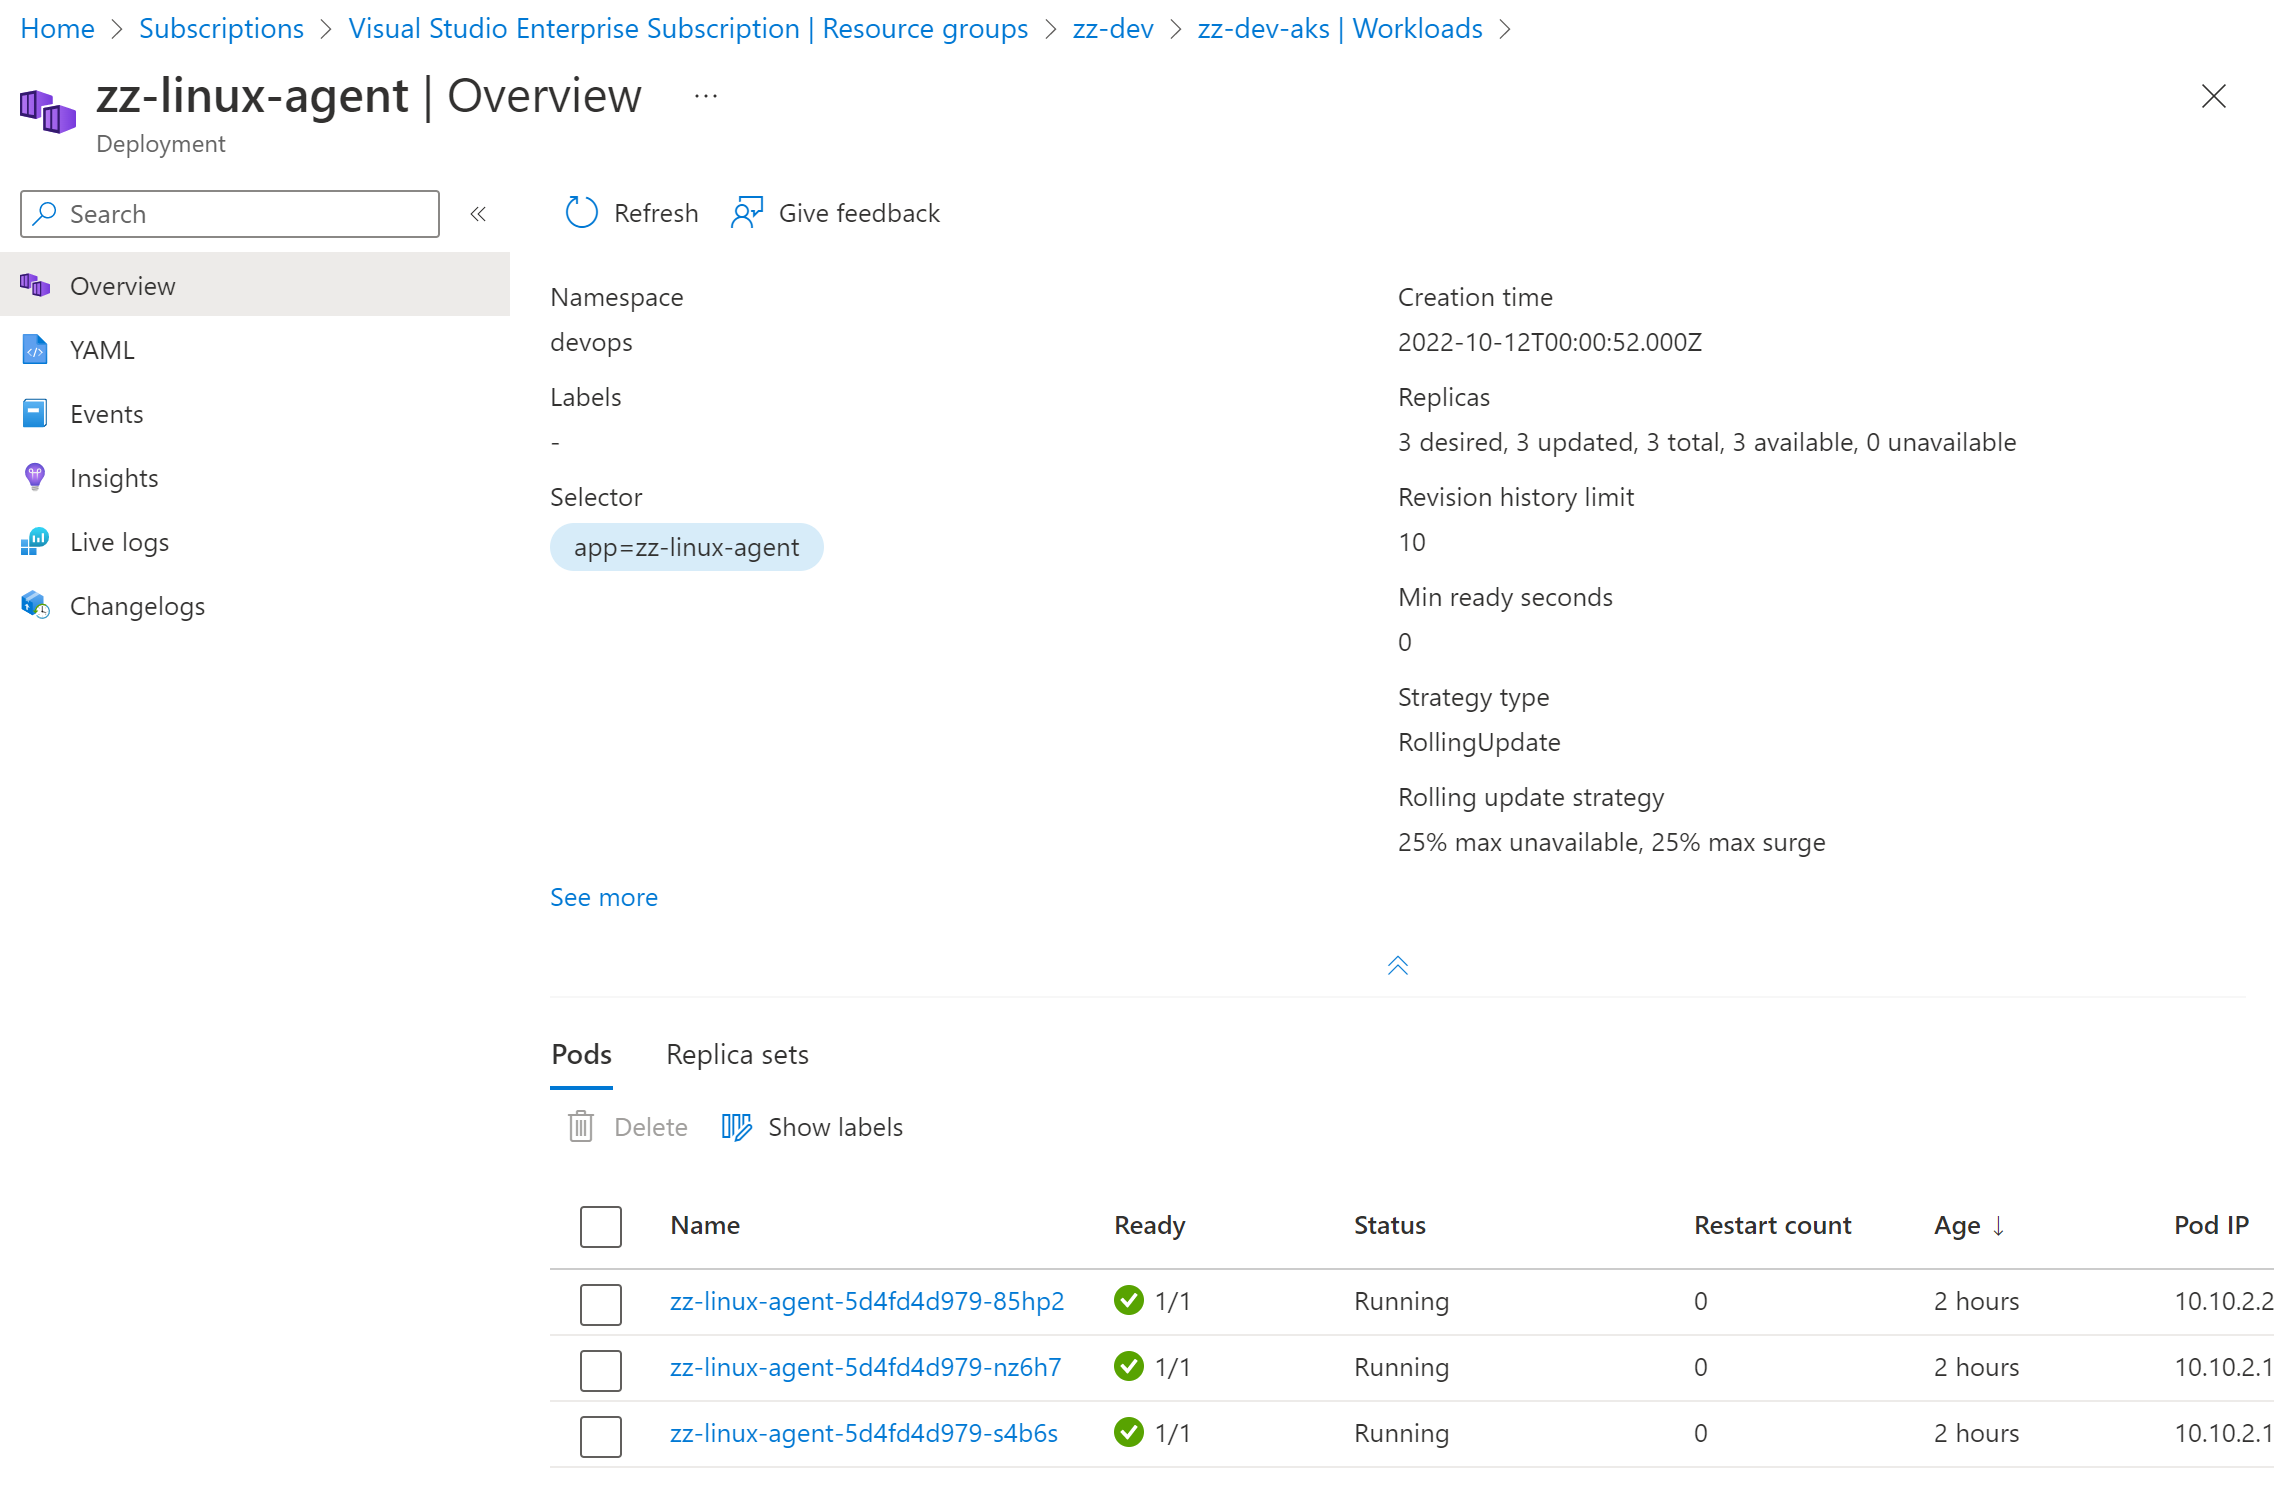 Home > Subscriptions > Visual Studio Enterprise Subscription | Resource groups > zz-dev > zz-dev-aks | Workloads >
zz-linux-agent | Overview ...
Deployment
Search
«
Overview
YAML
Events
Insights
Live logs
Changelogs
Refresh Give feedback
Namespace
devops
Labels
-
Selector
app=zz-linux-agent
Creation time
2022-10-12T00:00:52.000Z
Replicas
3 desired, 3 updated, 3 total, 3 available, 0 unavailable
Revision history limit
10
Min ready seconds
0
Strategy type
RollingUpdate
Rolling update strategy
25% max unavailable, 25% max surge
See more
Pods Replica sets
Delete Show labels
Name Ready Status Restart count Age ↓ Pod IP
zz-linux-agent-5d4fd4d979-85hp2 1/1 Running 0 2 hours 10.10.2.2
zz-linux-agent-5d4fd4d979-nz6h7 1/1 Running 0 2 hours 10.10.2.1
zz-linux-agent-5d4fd4d979-s4b6s 1/1 Running 0 2 hours 10.10.2.1